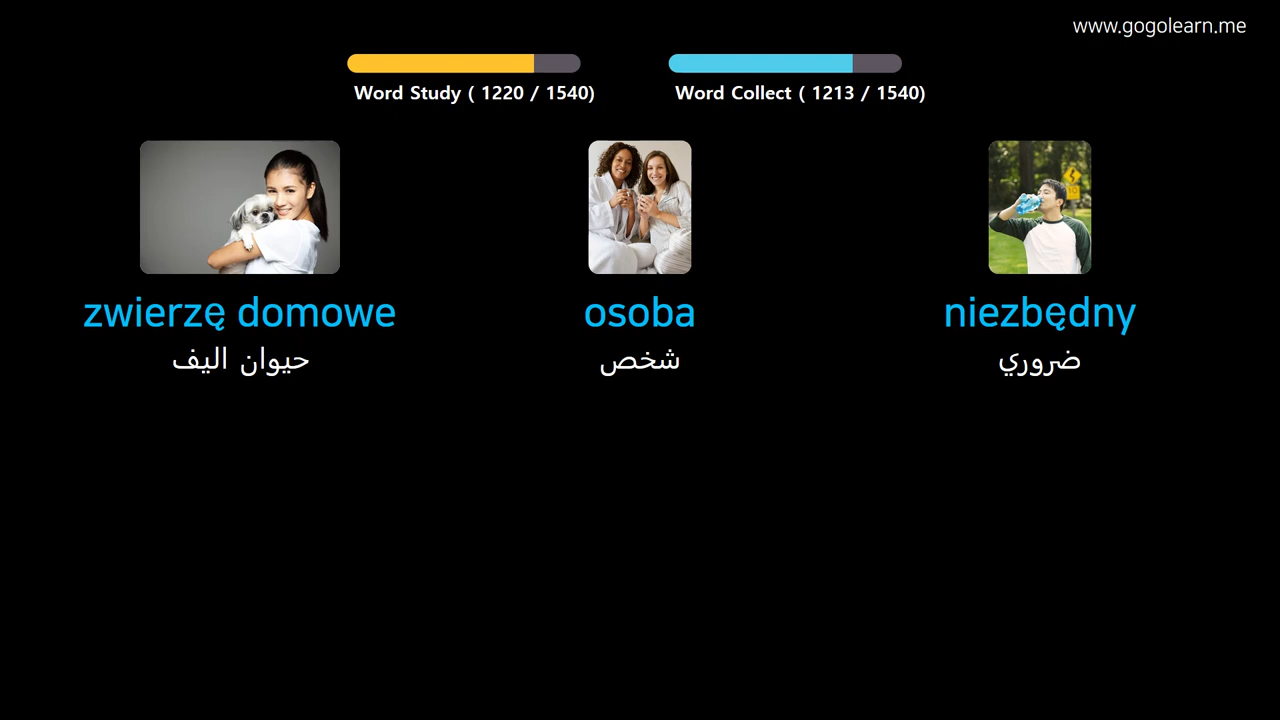 www.gogolearn.me
Word Study ( 1220 / 1540)
Word Collect ( 1213 / 1540)
zwierzę domowe
حيوان اليف
osoba
شخص
niezbędny
ضروري